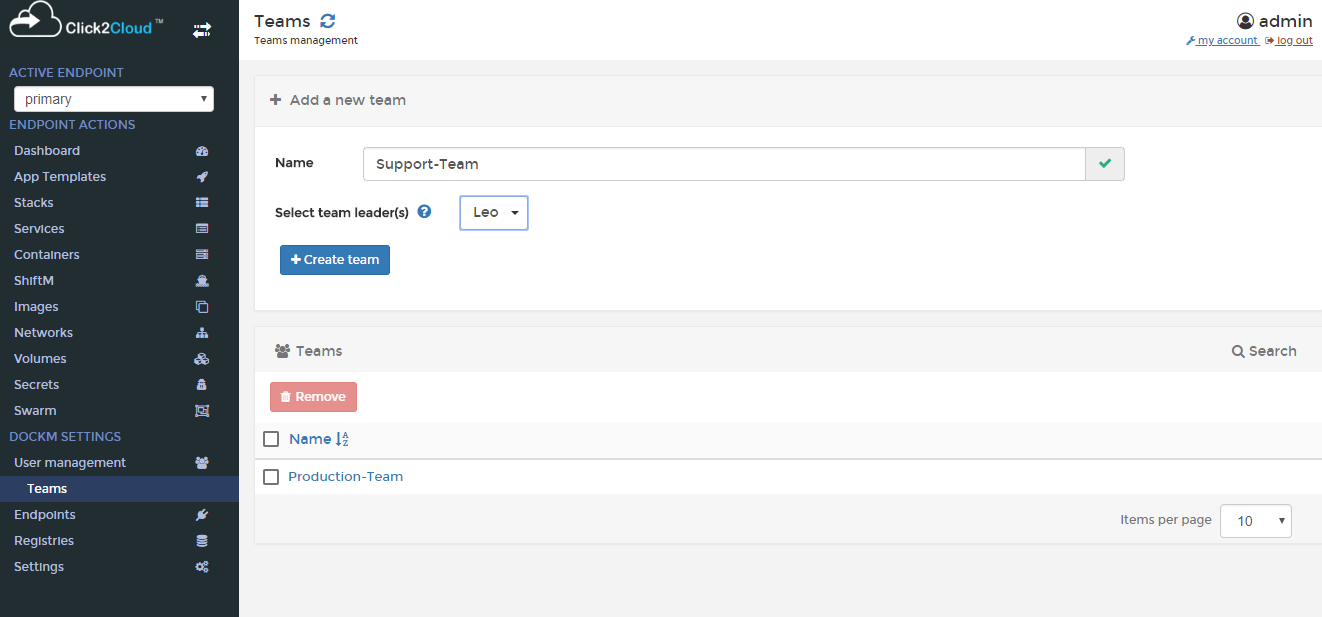 Click2Cloud ™
ACTIVE ENDPOINT
primary
ENDPOINT ACTIONS
Dashboard
App Templates
Stacks
Services
Containers
ShiftM
Images
Networks
Volumes
Secrets
Swarm
DOCKM SETTINGS
User management
Teams
Endpoints
Registries
Settings
Teams
Teams management
admin
my account log out
Add a new team
Name Support-Team
Select team leader(s) Leo
Create team
Teams Search
Remove
Name
Production-Team
Items per page 10